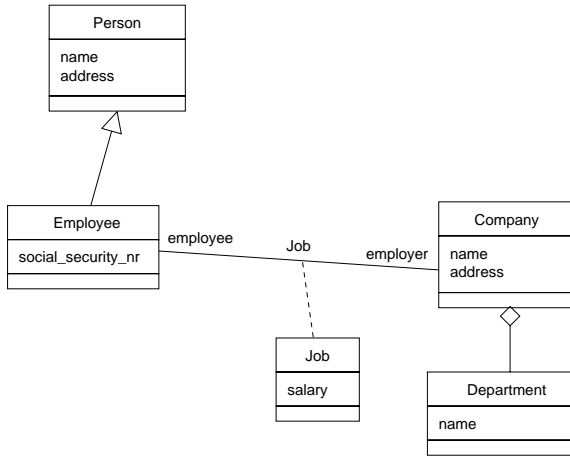 Person
name
address
Employee
social_security_nr
employee
Job
employer
Company
name
address
Job
salary
Department
name